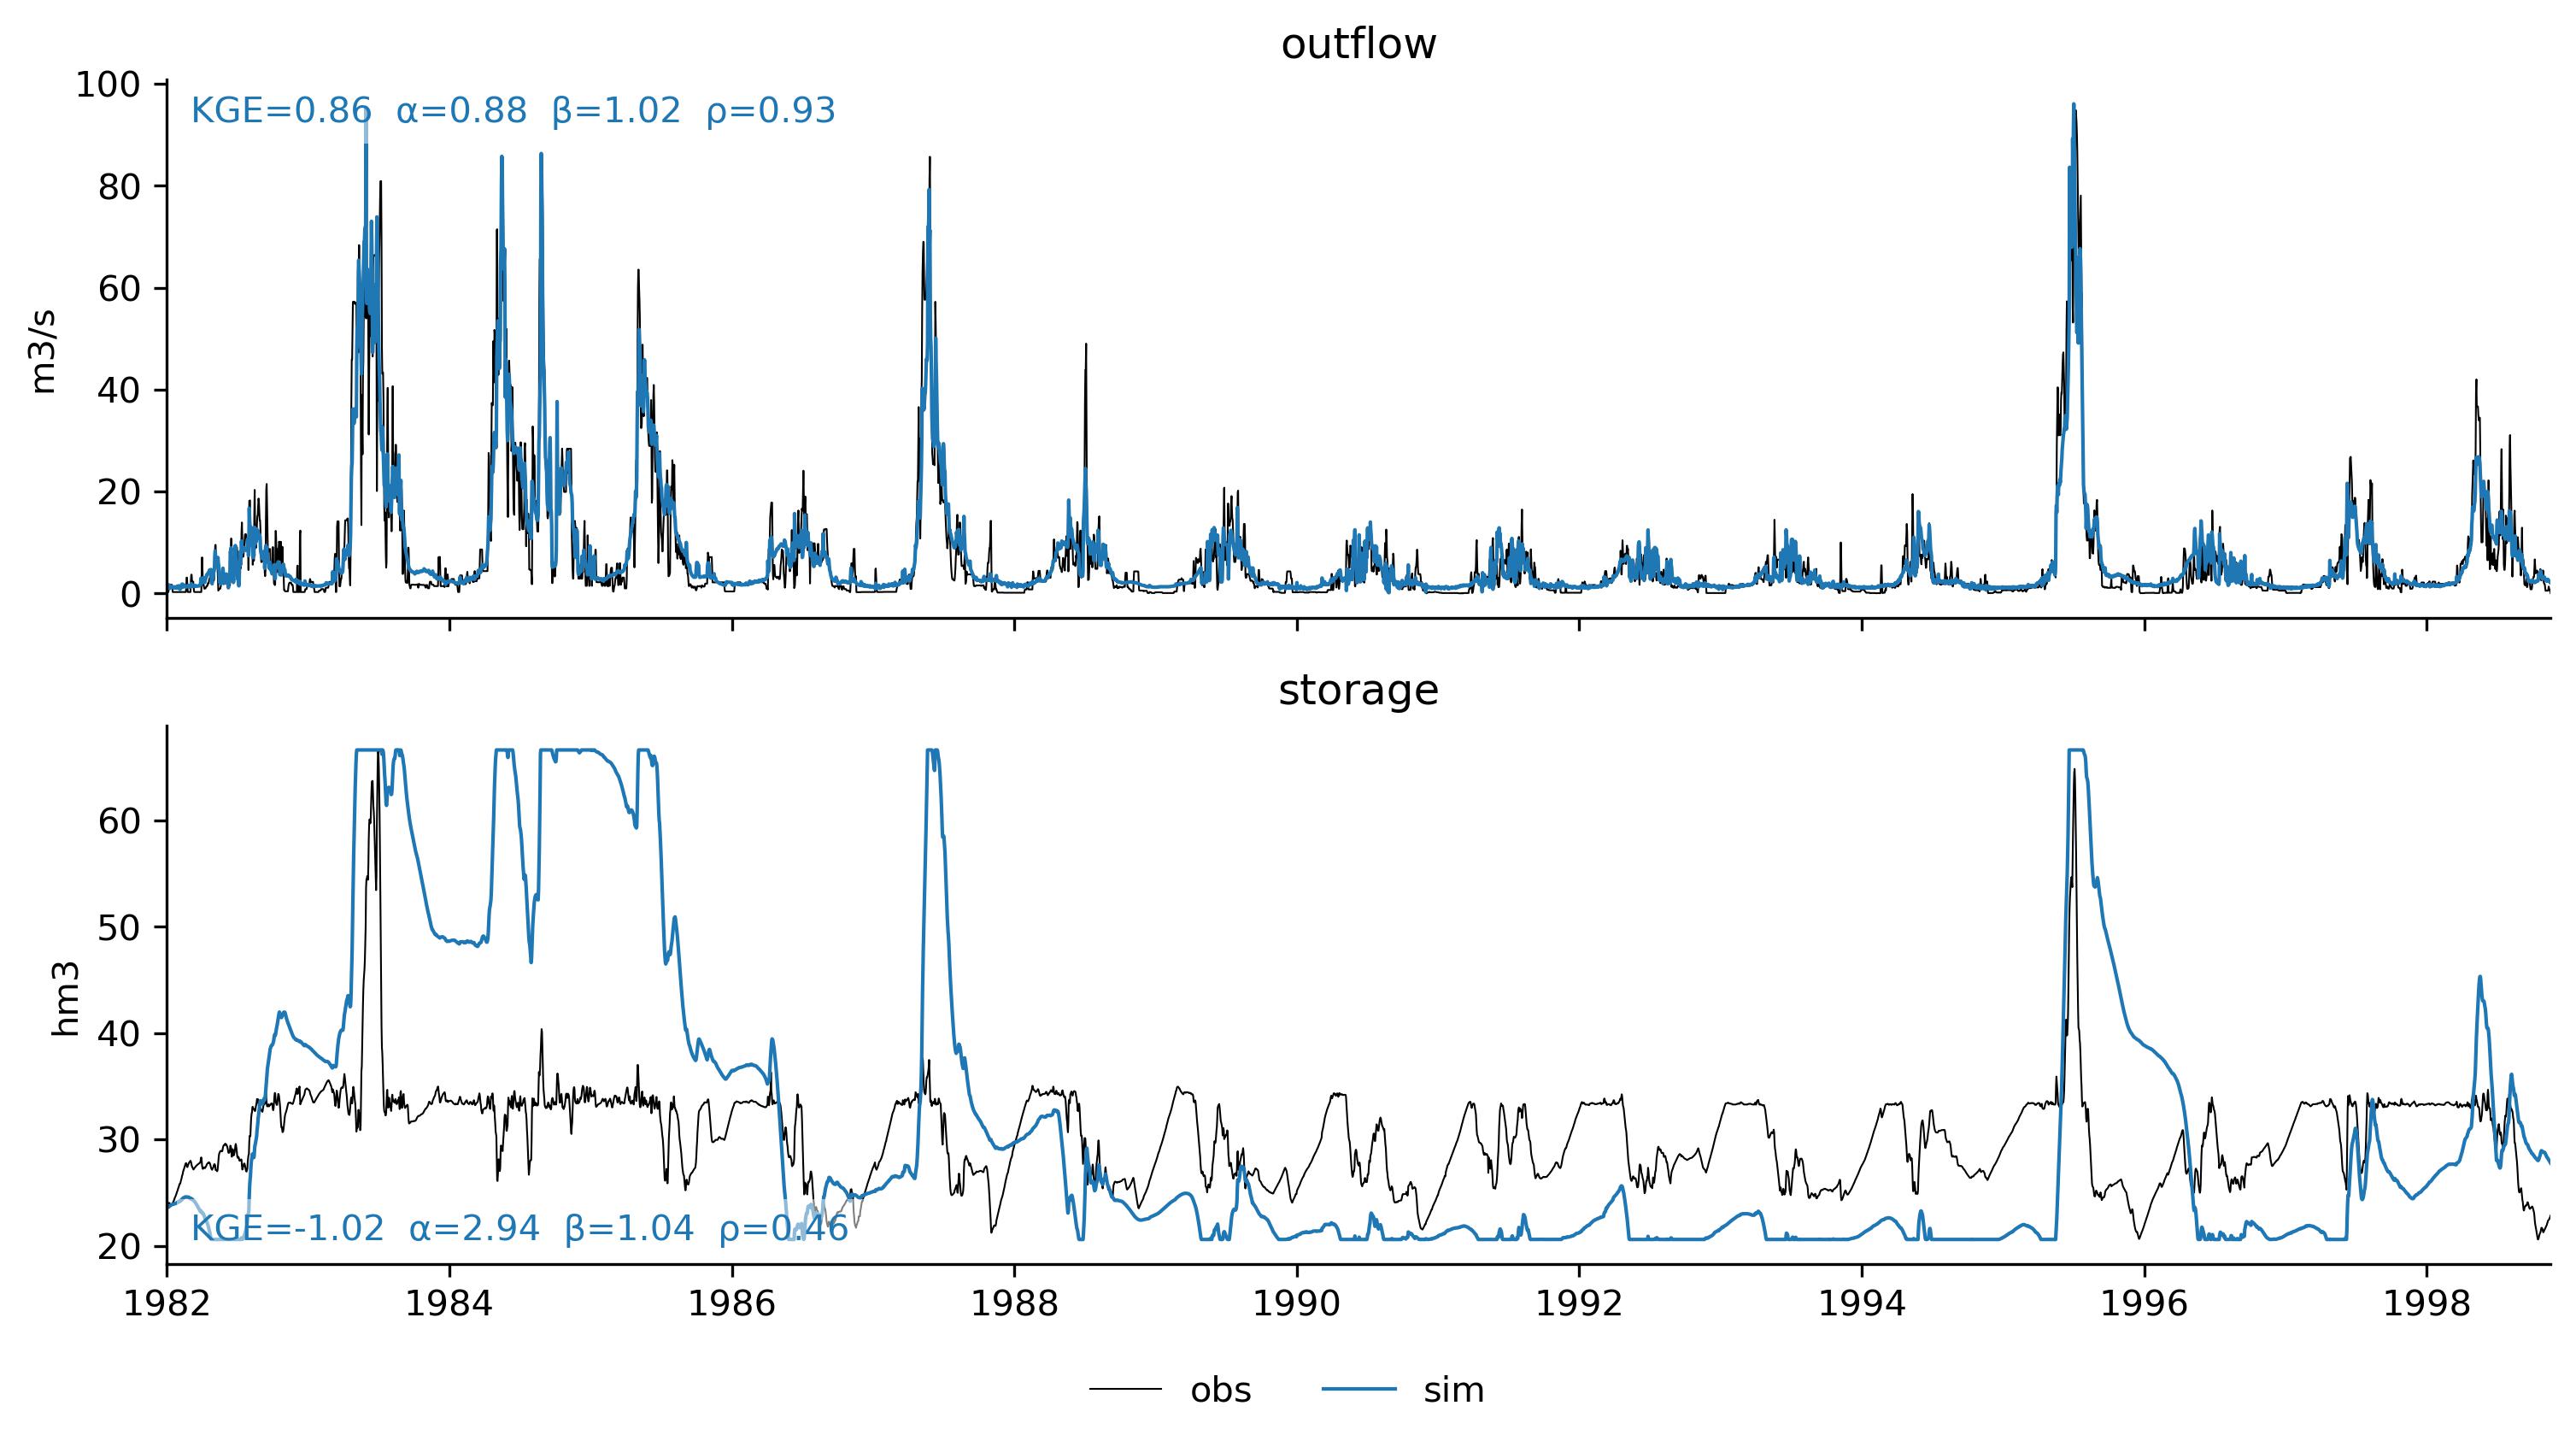 outflow
100
KGE=0.86 α=0.88 β=1.02 ρ=0.93
80
60
m3/s
40
20
0
storage
60
50
hm3
40
30
KGE=-1.02 α=2.94 β=1.04 ρ=0.46
20
1982 1984 1986 1988 1990 1992 1994 1996 1998
obs sim